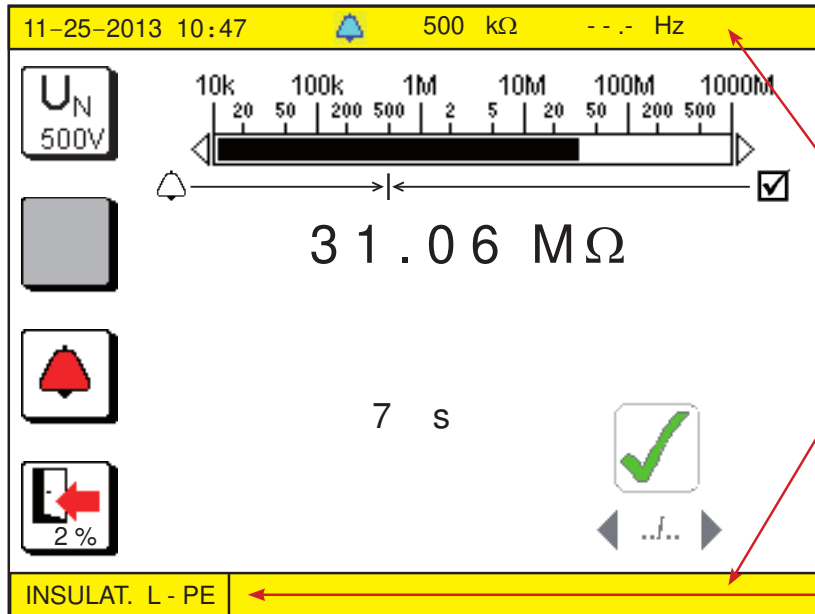 11-25-2013 10:47 500 kΩ - - .- Hz
UN
500V
10k 100k 1M 10M 100M 1000M
20 50 200 500 2 5 20 50 200 500
31.06 MΩ
7 s
2 %
../..
INSULAT. L - PE